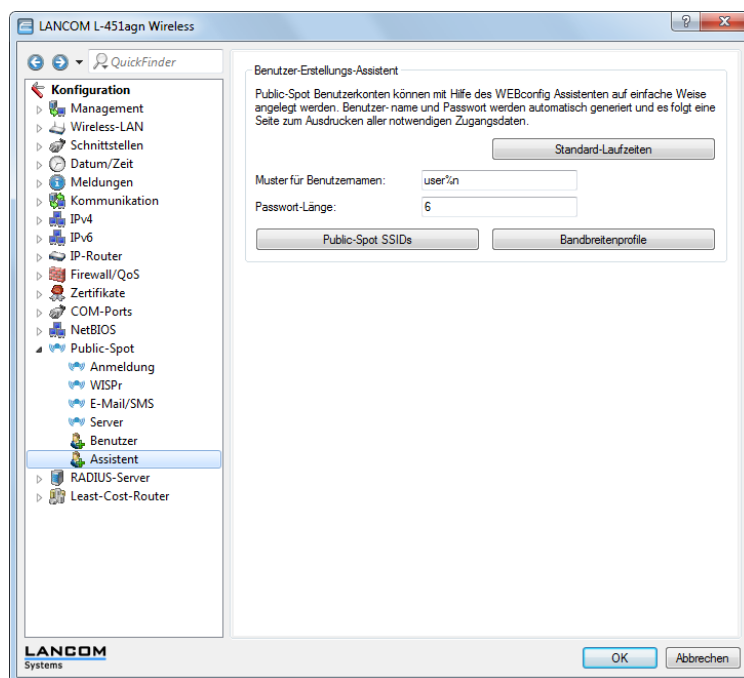 LANCOM L-451agn Wireless
QuickFinder
Konfiguration
Management
Wireless-LAN
Schnittstellen
Datum/Zeit
Meldungen
Kommunikation
IPv4
IPv6
IP-Router
Firewall/QoS
Zertifikate
COM-Ports
NetBIOS
Public-Spot
Anmeldung
WISPr
E-Mail/SMS
Server
Benutzer
Assistent
RADIUS-Server
Least-Cost-Router
Benutzer-Erstellungs-Assistent
Public-Spot Benutzerkonten können mit Hilfe des WEBconfig Assistenten auf einfache Weise
angelegt werden. Benutzer- name und Passwort werden automatisch generiert und es folgt eine
Seite zum Ausdrucken aller notwendigen Zugangsdaten.
Standard-Laufzeiten
Muster für Benutzernamen: user%n
Passwort-Länge: 6
Public-Spot SSIDs Bandbreitenprofile
LANCOM
Systems
OK Abbrechen